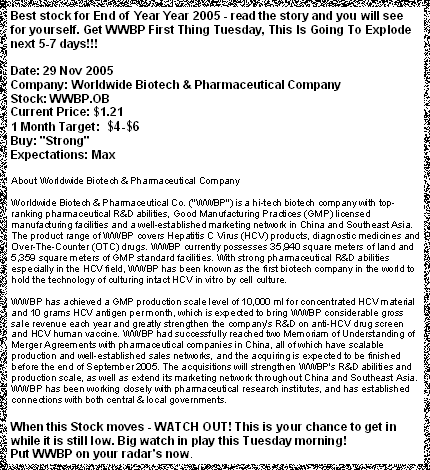 Best stock for End of Year Year 2005 - read the story and you will see
for yourself. Get WWBP First Thing Tuesday, This Is Going To Explode
next 5-7 days!!!
Date: 29 Nov 2005
Company: Worldwide Biotech & Pharmaceutical Company
Stock: WWBP.OB
Current Price: $1.21
1 Month Target: $4-$6
Buy: "Strong"
Expectations: Max
About Worldwide Biotech & Pharmaceutical Company
Worldwide Biotech & Pharmaceutical Co. ("WWBP") is a hi-tech biotech company with top-
ranking pharmaceutical R&D abilities, Good Manufacturing Practices (GMP) licensed
manufacturing facilities and a well-established marketing network in China and Southeast Asia.
The product range of WWBP covers Hepatitis C Virus (HCV) products, diagnostic medicines and
Over-The-Counter (OTC) drugs. WWBP currently possesses 35,940 square meters of land and
5,359 square meters of GMP standard facilities. With strong pharmaceutical R&D abilities
especially in the HCV field, WWBP has been known as the first biotech company in the world to
hold the technology of culturing intact HCV in vitro by cell culture.
WWBP has achieved a GMP production scale level of 10,000 ml for concentrated HCV material
and 10 grams HCV antigen per month, which is expected to bring WWBP considerable gross
sale revenue each year and greatly strengthen the company's R&D on anti-HCV drug screen
and HCV human vaccine. WWBP had successfully reached two Memoriam of Understanding of
Merger Agreements with pharmaceutical companies in China, all of which have scalable
production and well-established sales networks, and the acquiring is expected to be finished
before the end of September 2005. The acquisitions will strengthen WWBP's R&D abilities and
production scale, as well as extend its marketing network throughout China and Southeast Asia.
WWBP has been working closely with pharmaceutical research institutes, and has established
connections with both central & local governments.
When this Stock moves - WATCH OUT! This is your chance to get in
while it is still low. Big watch in play this Tuesday morning!
Put WWBP on your radar's now.